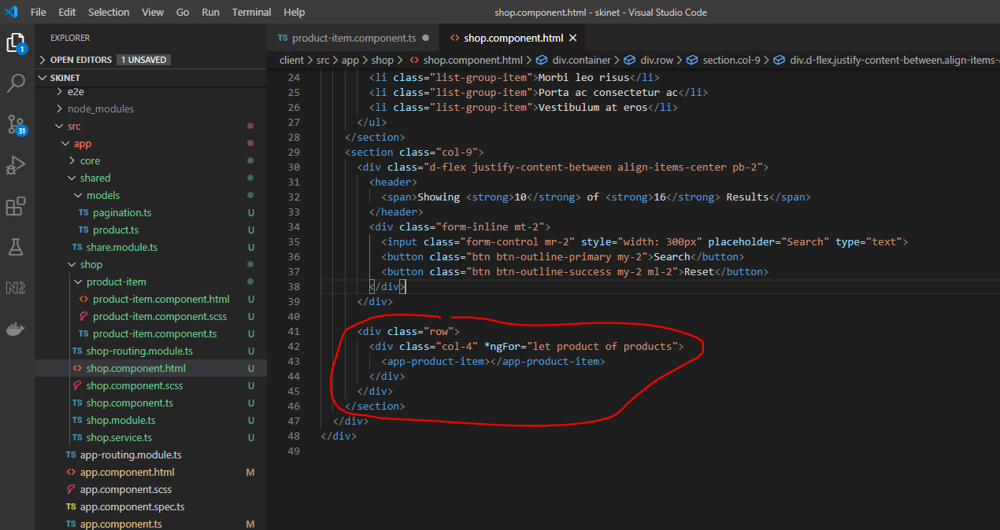 File Edit Selection View Go Run Terminal Help
shop.component.html - skinet - Visual Studio Code
EXPLORER
OPEN EDITORS 1 UNSAVED
SKINET
e2e
node_modules
src
app
core
shared
models
TS pagination.ts U
TS product.ts U
TS share.module.ts U
shop
product-item
<> product-item.component.html U
product-item.component.scss U
TS product-item.component.ts U
TS shop-routing.module.ts U
<> shop.component.html U
shop.component.scss U
TS shop.component.ts U
TS shop.module.ts U
TS shop.service.ts U
TS app-routing.module.ts
<> app.component.html M
app.component.scss
TS app.component.spec.ts
TS app.component.ts M
1
31
TS product-item.component.ts ●
<> shop.component.html ×
client > src > app > shop > <> shop.component.html > div.container > div.row > section.col-9 > div.d-flex.justify-content-between.align-items-
24 <li class="list-group-item">Morbi leo risus</li>
25 <li class="list-group-item">Porta ac consectetur ac</li>
26 <li class="list-group-item">Vestibulum at eros</li>
27 </ul>
28 </section>
29 <section class="col-9">
30 <div class="d-flex justify-content-between align-items-center pb-2">
31 <header>
32 <span>Showing <strong>10</strong> of <strong>16</strong> Results</span>
33 </header>
34 <div class="form-inline mt-2">
35 <input class="form-control mr-2" style="width: 300px" placeholder="Search" type="text">
36 <button class="btn btn-outline-primary my-2">Search</button>
37 <button class="btn btn-outline-success my-2 ml-2">Reset</button>
38 </div>
39 </div>
40
41 <div class="row">
42 <div class="col-4" *ngFor="let product of products">
43 <app-product-item></app-product-item>
44 </div>
45 </div>
46 </section>
47 </div>
48 </div>
49